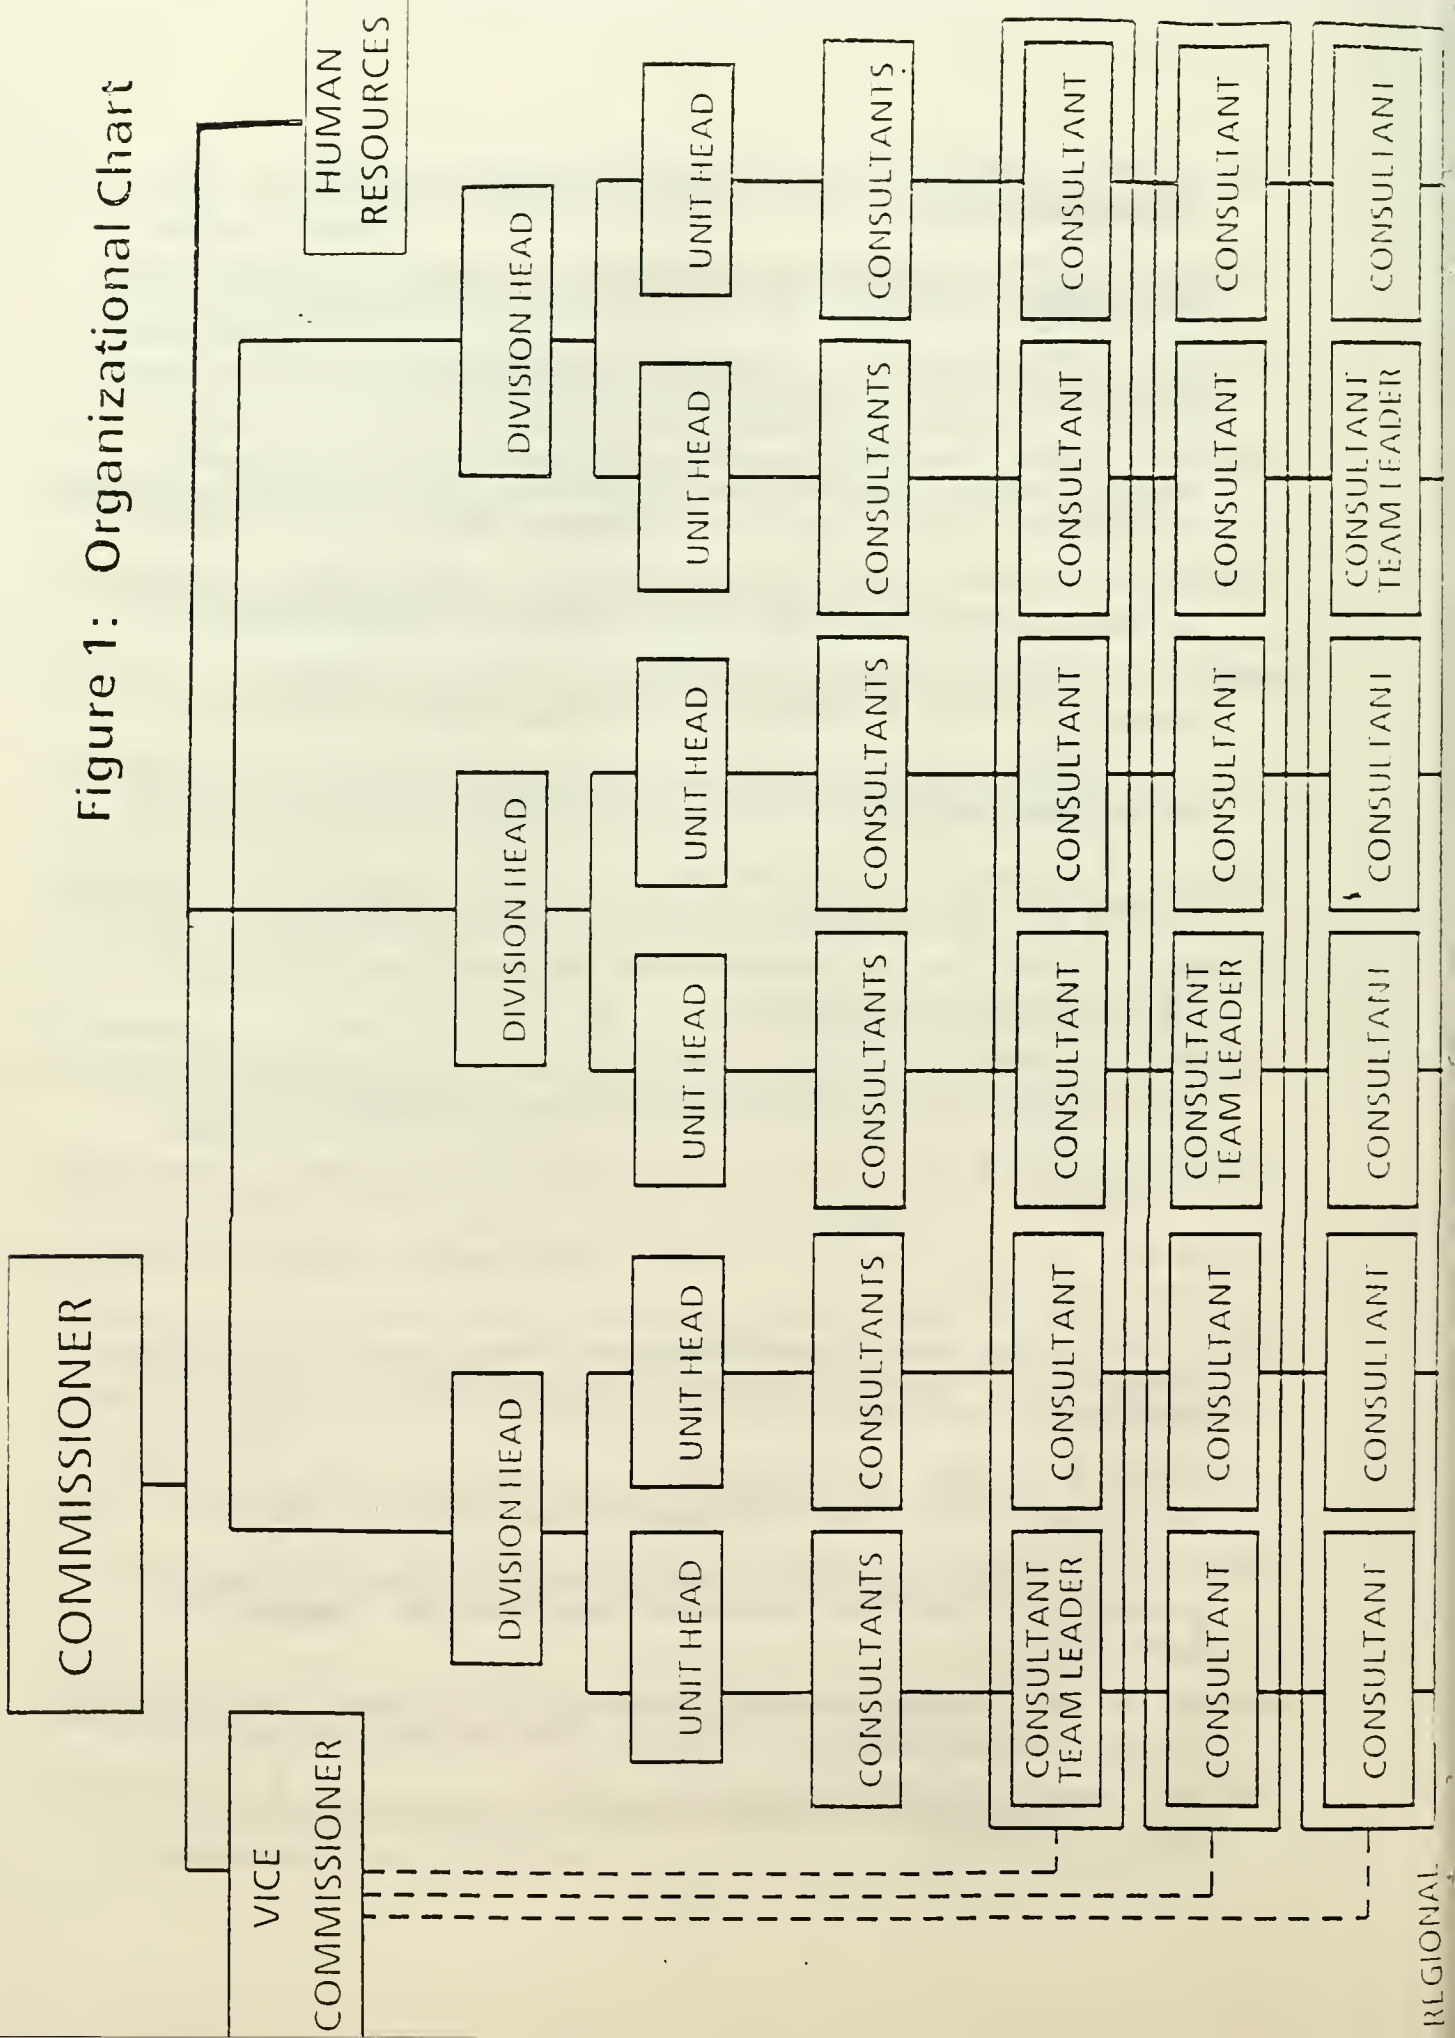 COMMISSIONER
Figure 1: Organizational Chart
VICE
COMMISSIONER
HUMAN
RESOURCES
DIVISION HEAD
DIVISION HEAD
DIVISION HEAD
UNIT HEAD
UNIT HEAD
UNIT HEAD
UNIT HEAD
UNIT HEAD
UNIT HEAD
CONSULTANTS
CONSULTANTS
CONSULTANTS
CONSULTANTS
CONSULTANTS
CONSULTANTS
CONSULTANT
TEAM LEADER
CONSULTANT
CONSULTANT
CONSULTANT
CONSULTANT
CONSULTANT
CONSULTANT
CONSULTANT
CONSULTANT
TEAM LEADER
CONSULTANT
CONSULTANT
CONSULTANT
CONSULTANT
CONSULTANT
CONSULTANT
CONSULTANT
CONSULTANT
TEAM LEADER
CONSULTANT
REGIONAL